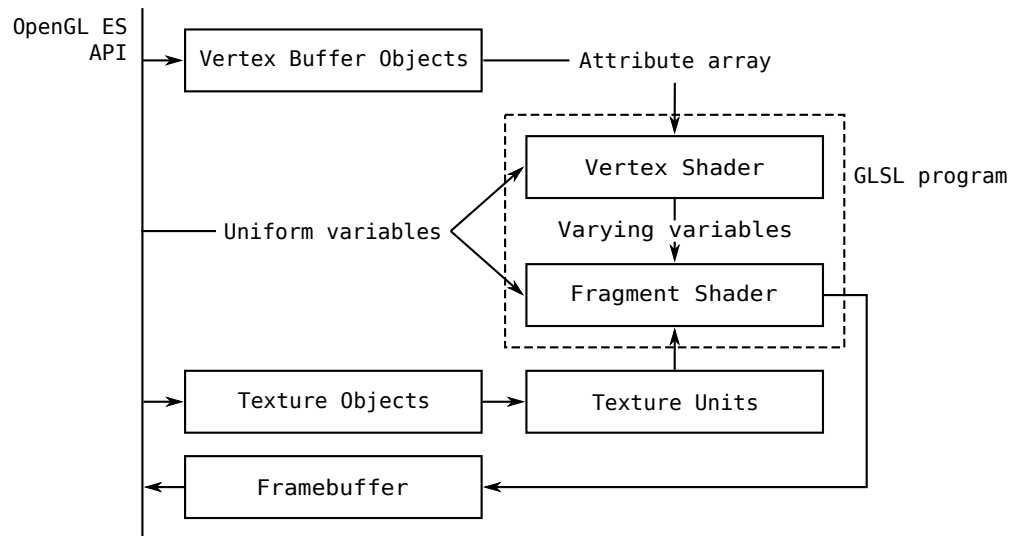 OpenGL ES
API
Vertex Buffer Objects
Attribute array
Vertex Shader
GLSL program
Uniform variables
Varying variables
Fragment Shader
Texture Objects
Texture Units
Framebuffer